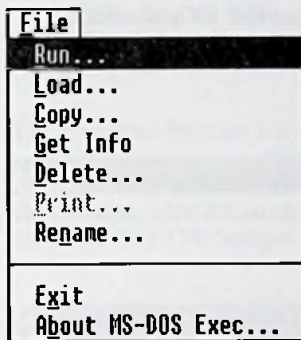 File
Run...
Load...
Copy...
Get Info
Delete...
Print...
Rename...
Exit
About MS-DOS Exec...